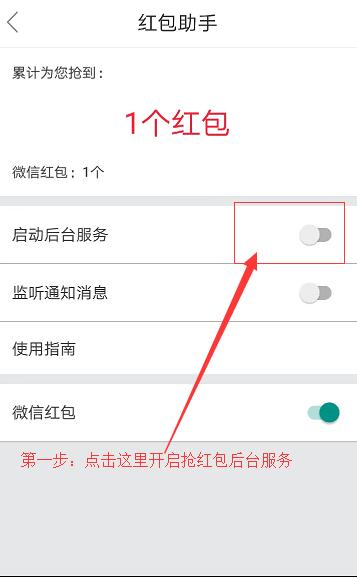 红包助手
累计为您抢到：
1个红包
微信红包：1个
启动后台服务
监听通知消息
使用指南
微信红包
第一步：点击这里开启抢红包后台服务